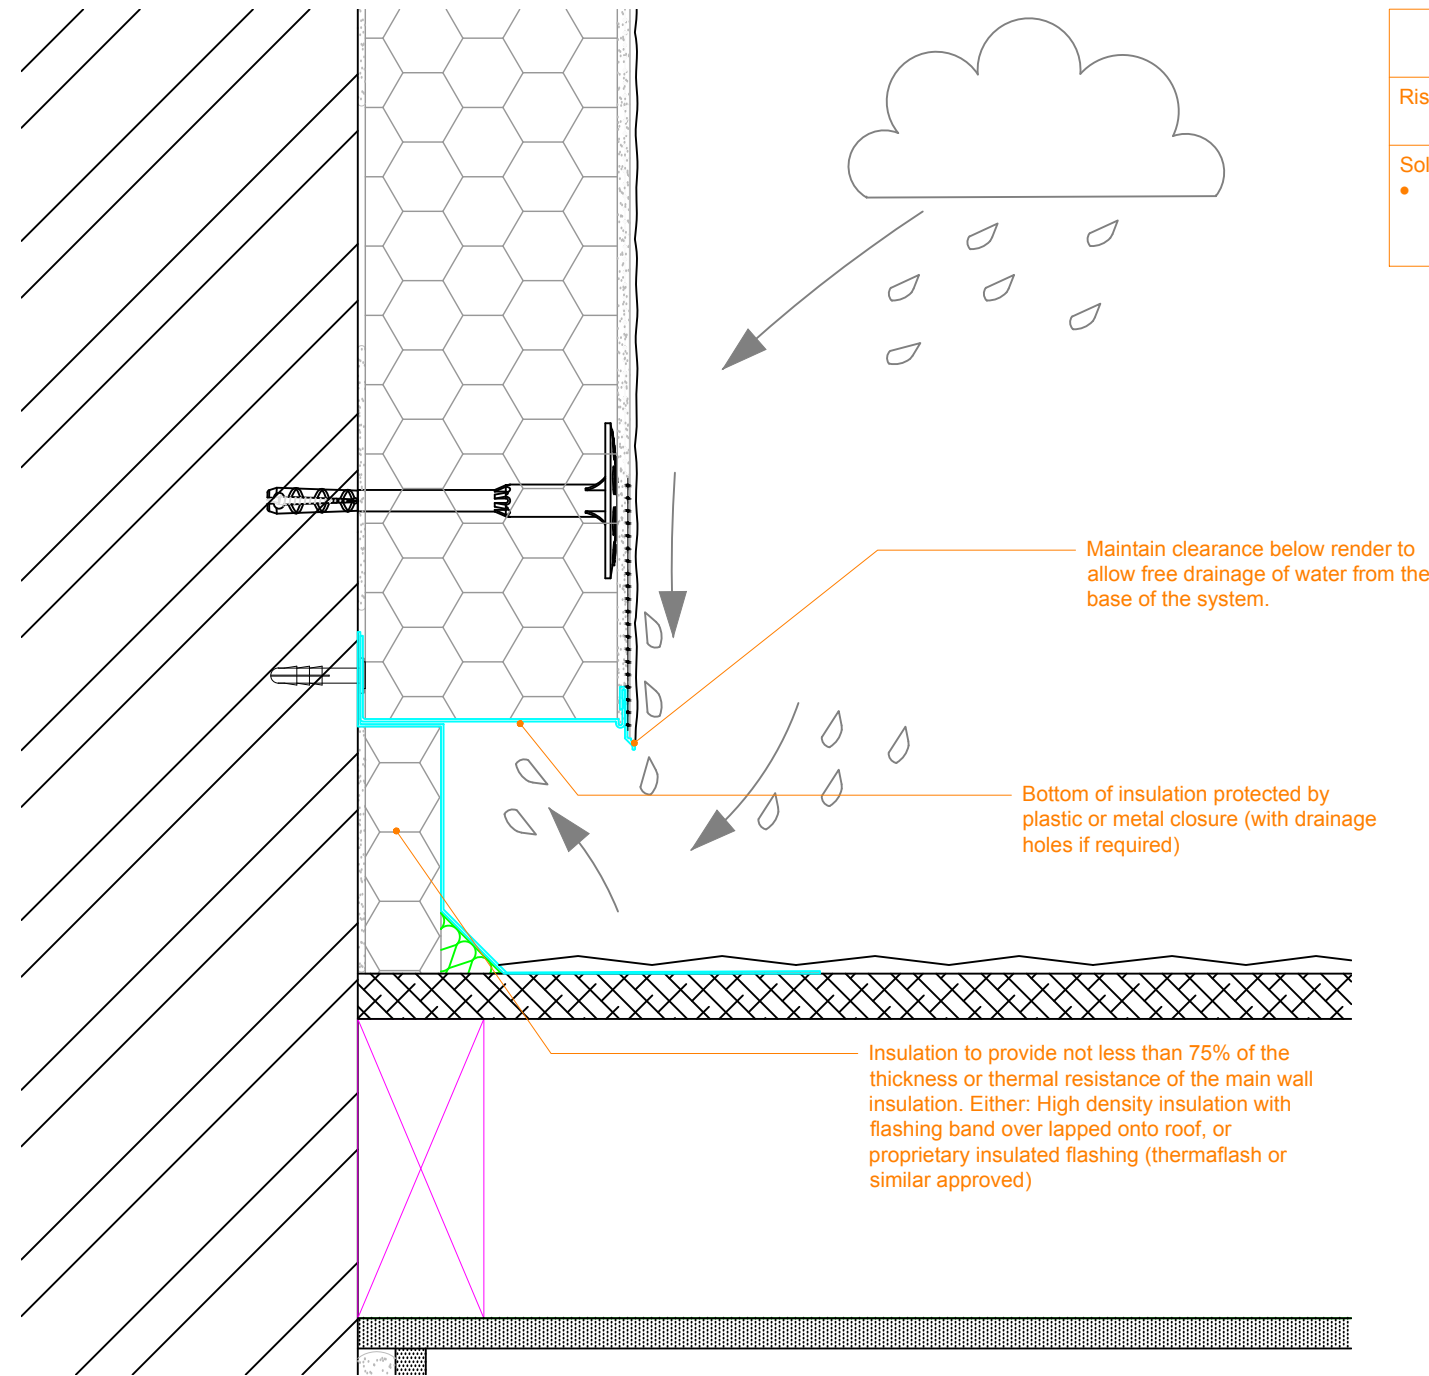 Ris
Sol
•
Maintain clearance below render to
allow free drainage of water from the
base of the system.
Bottom of insulation protected by
plastic or metal closure (with drainage
holes if required)
Insulation to provide not less than 75% of the
thickness or thermal resistance of the main wall
insulation. Either: High density insulation with
flashing band over lapped onto roof, or
proprietary insulated flashing (thermaflash or
similar approved)